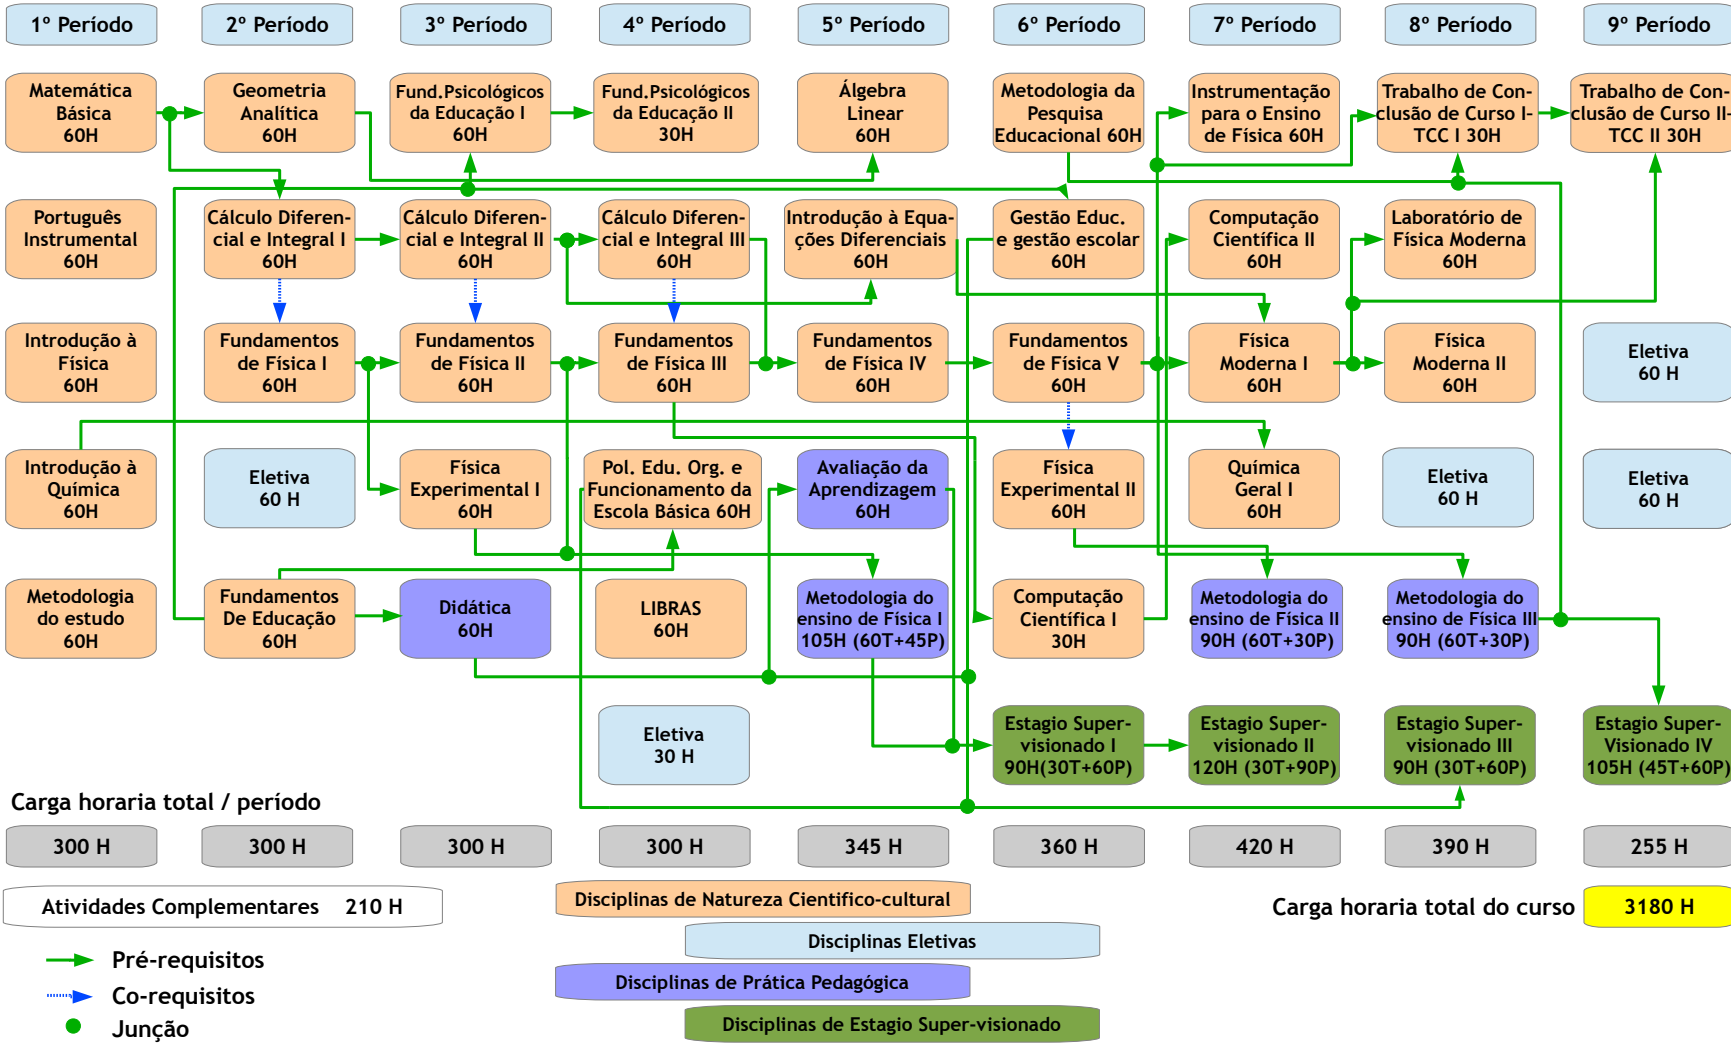 1º Período
2º Período
3º Período
4º Período
5º Período
6º Período
7º Período
8º Período
9º Período
Matemática
Básica
60H
Geometria
Analítica
60H
Fund.Psicológicos
da Educação I
60H
Fund.Psicológicos
da Educação II
30H
Álgebra
Linear
60H
Metodologia da
Pesquisa
Educacional 60H
Instrumentação
para o Ensino
de Física 60H
Trabalho de Con-
clusão de Curso I-
TCC I 30H
Trabalho de Con-
clusão de Curso II-
TCC II 30H
Português
Instrumental
60H
Cálculo Diferen-
cial e Integral I
60H
Cálculo Diferen-
cial e Integral II
60H
Cálculo Diferen-
cial e Integral III
60H
Introdução à Equa-
ções Diferenciais
60H
Gestão Educ.
e gestão escolar
60H
Computação
Científica II
60H
Laboratório de
Física Moderna
60H
Introdução à
Física
60H
Fundamentos
de Física I
60H
Fundamentos
de Física II
60H
Fundamentos
de Física III
60H
Fundamentos
de Física IV
60H
Fundamentos
de Física V
60H
Física
Moderna I
60H
Física
Moderna II
60H
Eletiva
60 H
Introdução à
Química
60H
Eletiva
60 H
Física
Experimental I
60H
Pol. Edu. Org. e
Funcionamento da
Escola Básica 60H
Avaliação da
Aprendizagem
60H
Física
Experimental II
60H
Química
Geral I
60H
Eletiva
60 H
Eletiva
60 H
Metodologia
do estudo
60H
Fundamentos
De Educação
60H
Didática
60H
LIBRAS
60H
Metodologia do
ensino de Física I
105H (60T+45P)
Computação
Científica I
30H
Metodologia do
ensino de Física II
90H (60T+30P)
Metodologia do
ensino de Física III
90H (60T+30P)
Eletiva
30 H
Estagio Super-
visionado I
90H(30T+60P)
Estagio Super-
visionado II
120H (30T+90P)
Estagio Super-
visionado III
90H (30T+60P)
Estagio Super-
Visionado IV
105H (45T+60P)
Carga horaria total / período
300 H
300 H
300 H
300 H
345 H
360 H
420 H
390 H
255 H
Atividades Complementares 210 H
Disciplinas de Natureza Cientifico-cultural
Carga horaria total do curso
3180 H
Disciplinas Eletivas
Pré-requisitos
Disciplinas de Prática Pedagógica
Co-requisitos
Disciplinas de Estagio Super-visionado
Junção